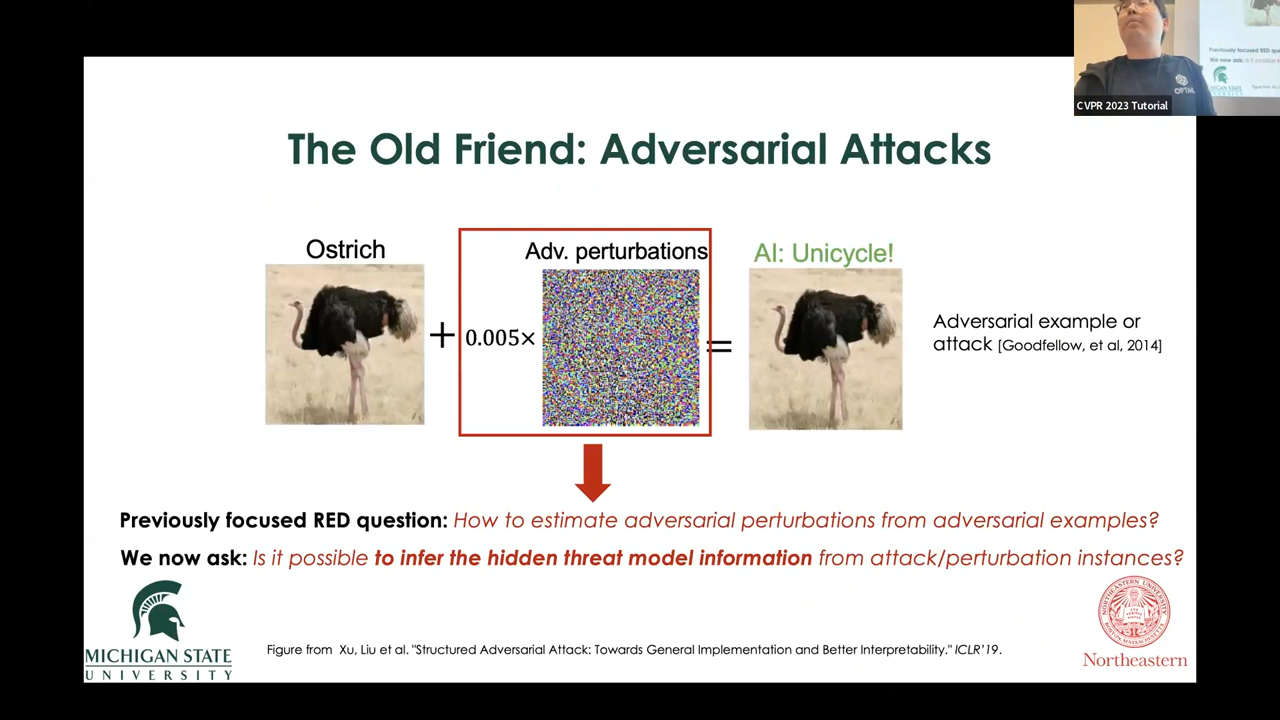 CVPR 2023 Tutorial
The Old Friend: Adversarial Attacks
Ostrich
Adv. perturbations
AI: Unicycle!
+
0.005×
=
Adversarial example or
attack [Goodfellow, et al, 2014]
Previously focused RED question: How to estimate adversarial perturbations from adversarial examples?
We now ask: Is it possible to infer the hidden threat model information from attack/perturbation instances?
MICHIGAN STATE
UNIVERSITY
Figure from Xu, Liu et al. "Structured Adversarial Attack: Towards General Implementation and Better Interpretability." ICLR'19.
NORTHEASTERN UNIVERSITY
Northeastern